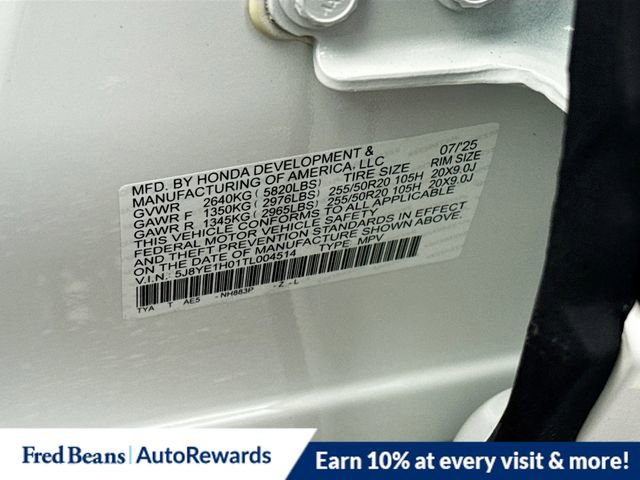 MFD. BY HONDA DEVELOPMENT & 07/'25
MANUFACTURING OF AMERICA, LLC
GVWR 2640KG ( 5820LBS) TIRE SIZE RIM SIZE
GAWR F 1350KG ( 2976LBS) 255/50R20 105H 20X9.0J
GAWR R 1345KG ( 2965LBS) 255/50R20 105H 20X9.0J
THIS VEHICLE CONFORMS TO ALL APPLICABLE
FEDERAL MOTOR VEHICLE SAFETY
STANDARDS IN EFFECT
ON THE DATE OF MANUFACTURE SHOWN ABOVE.
V.I.N.: 5J8YE1H01TL004514 TYPE: MPV
TYA T AE5 - NH883P - Z - L
Fred Beans AutoRewards
Earn 10% at every visit & more!